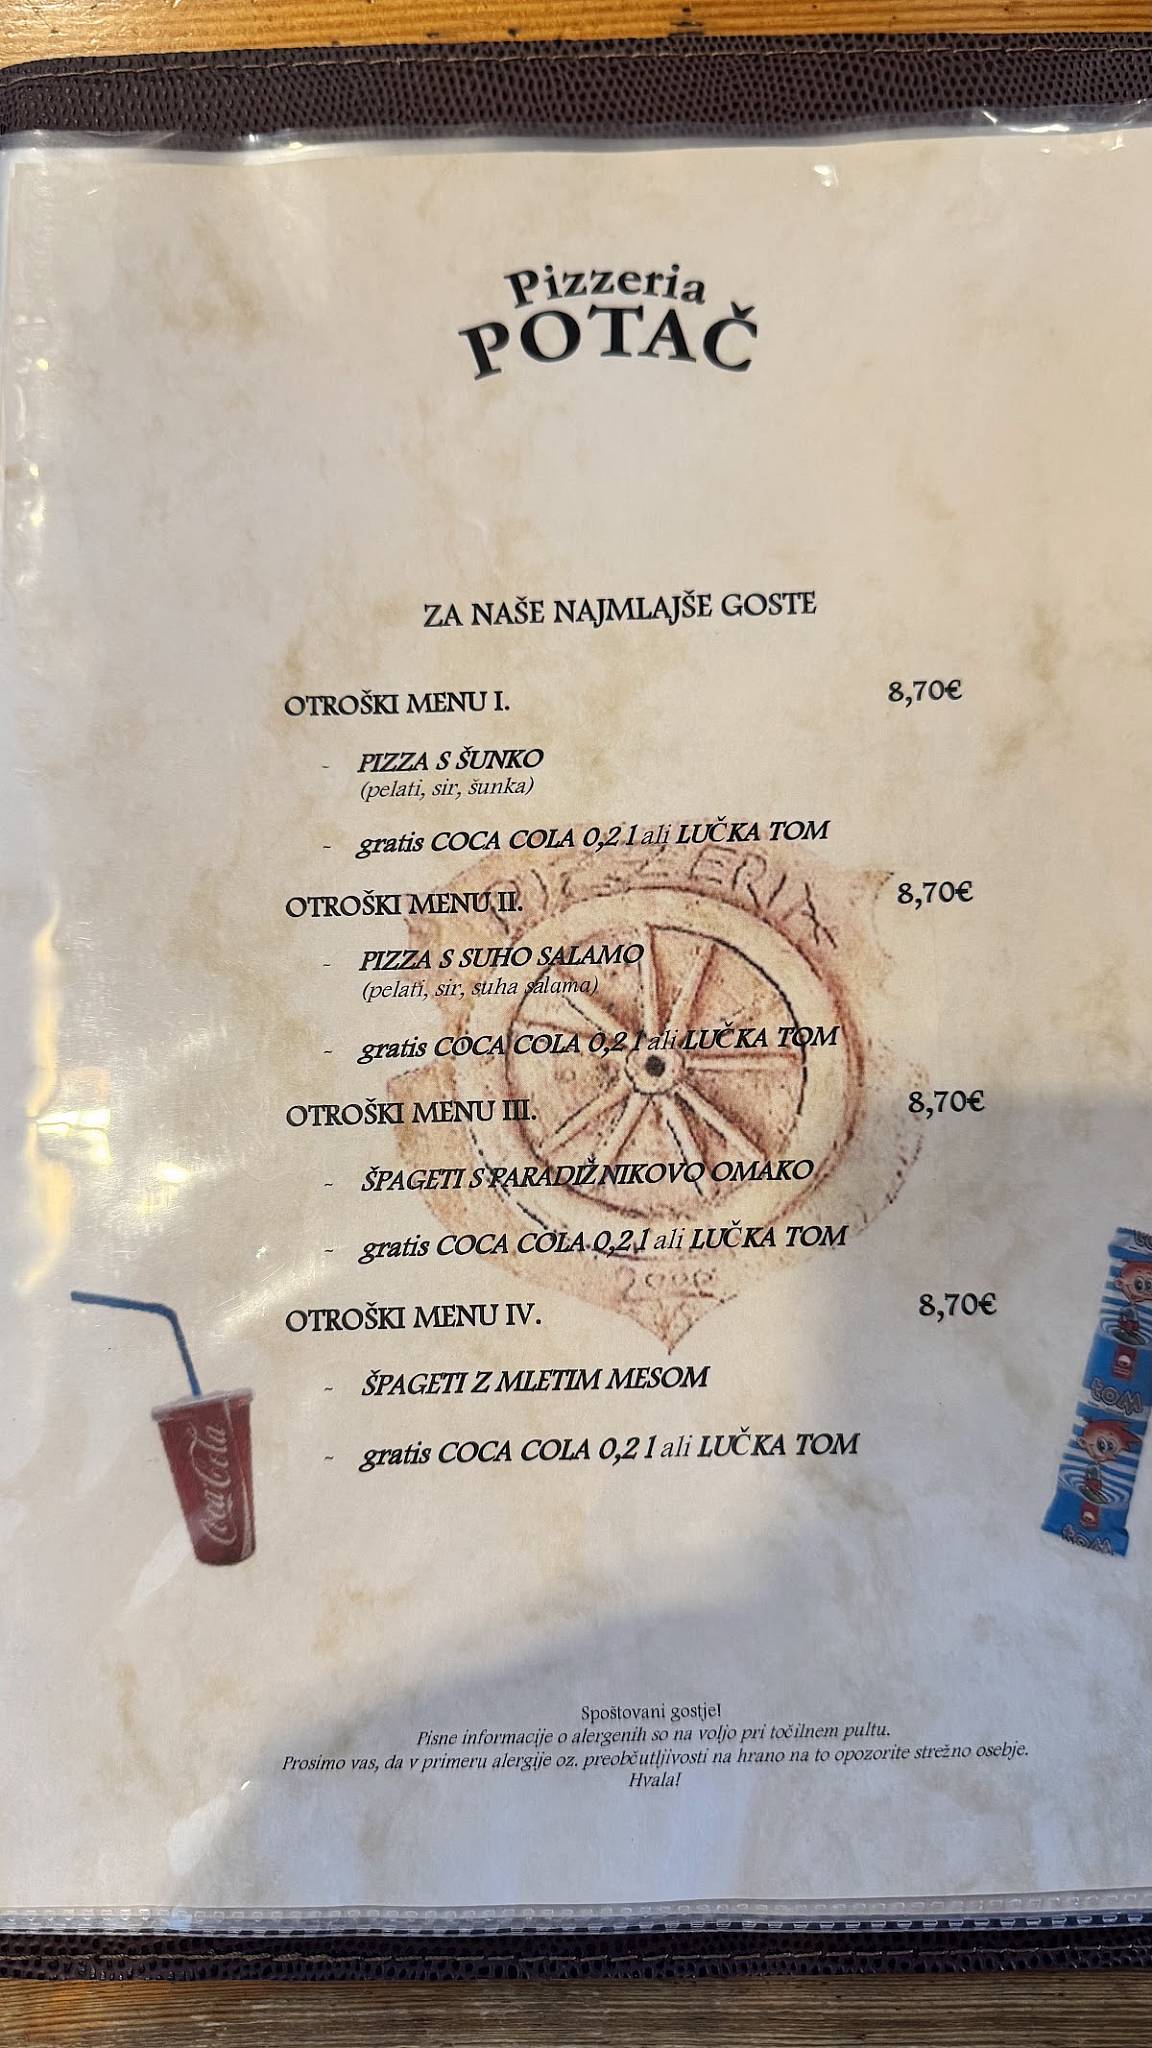 Pizzeria
POTAČ
ZA NAŠE NAJMLAJŠE GOSTE
OTROŠKI MENU I. 8,70€
- PIZZA S ŠUNKO
(pelati, sir, šunka)
- gratis COCA COLA 0,2 l ali LUČKA TOM
PIZZERIA
OTROŠKI MENU II. 8,70€
- PIZZA S SUHO SALAMO
(pelati, sir, suha salama)
- gratis COCA COLA 0,2 l ali LUČKA TOM
OTROŠKI MENU III. 8,70€
- ŠPAGETI S PARADIŽNIKOVO OMAKO
- gratis COCA COLA 0,2 l ali LUČKA TOM
OTROŠKI MENU IV. 8,70€
- ŠPAGETI Z MLETIM MESOM
- gratis COCA COLA 0,2 l ali LUČKA TOM
Coca-Cola
toM
toM
Spoštovani gostje!
Pisne informacije o alergenih so na voljo pri točilnem pultu.
Prosimo vas, da v primeru alergije oz. preobčutljivosti na hrano na to opozorite strežno osebje.
Hvala!